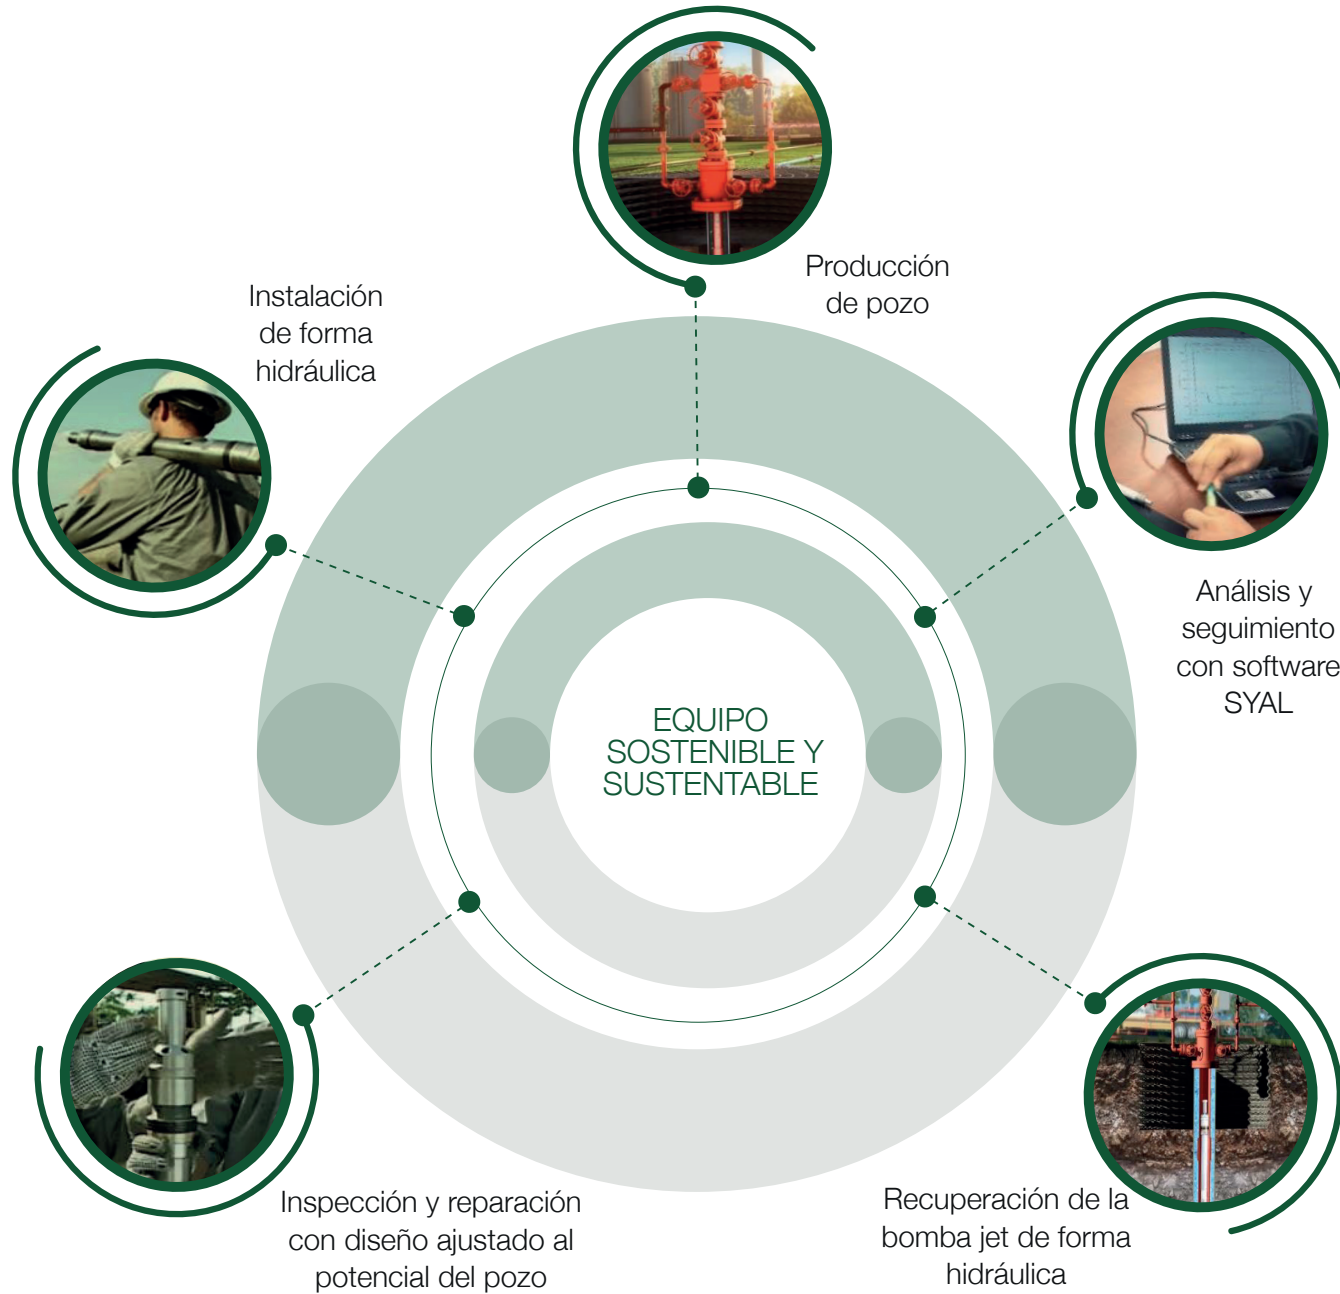 Producción
de pozo
Instalación
de forma
hidráulica
Análisis y
seguimiento
con software
SYAL
EQUIPO
SOSTENIBLE Y
SUSTENTABLE
Inspección y reparación
con diseño ajustado al
potencial del pozo
Recuperación de la
bomba jet de forma
hidráulica